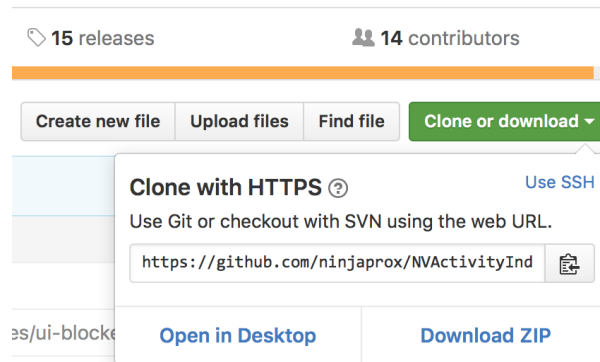 15 releases 14 contributors
Create new file Upload files Find file Clone or download
Clone with HTTPS ? Use SSH
Use Git or checkout with SVN using the web URL.
https://github.com/ninjaprox/NVActivityInd
es/ui-blocke
Open in Desktop Download ZIP